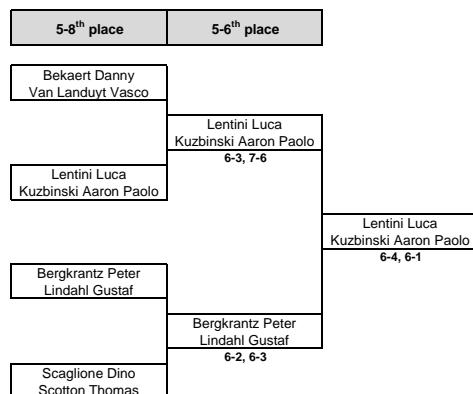 5-8th place
5-6th place
Bekaert Danny
Van Landuyt Vasco
Lentini Luca
Kuzbinski Aaron Paolo
6-3, 7-6
Lentini Luca
Kuzbinski Aaron Paolo
Lentini Luca
Kuzbinski Aaron Paolo
6-4, 6-1
Bergkrantz Peter
Lindahl Gustaf
Bergkrantz Peter
Lindahl Gustaf
6-2, 6-3
Scaglione Dino
Scotton Thomas